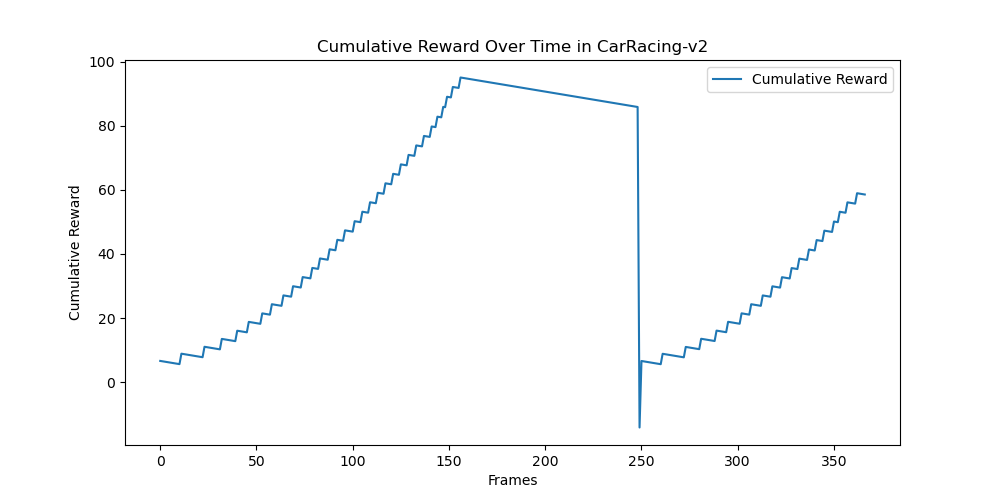 Cumulative Reward Over Time in CarRacing-v2
Cumulative Reward
100
80
60
40
20
0
Cumulative Reward
0 50 100 150 200 250 300 350
Frames